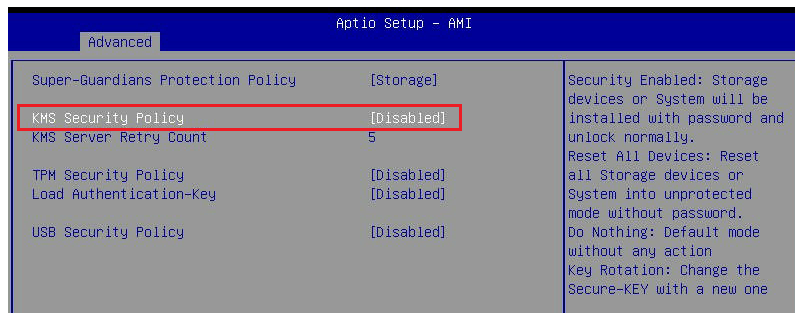 Aptio Setup – AMI
Advanced
Super-Guardians Protection Policy [Storage]
KMS Security Policy [Disabled]
KMS Server Retry Count 5
TPM Security Policy [Disabled]
Load Authentication-Key [Disabled]
USB Security Policy [Disabled]
Security Enabled: Storage
devices or System will be
installed with password and
unlock normally.
Reset All Devices: Reset
all Storage devices or
System into unprotected
mode without password.
Do Nothing: Default mode
without any action
Key Rotation: Change the
Secure-KEY with a new one